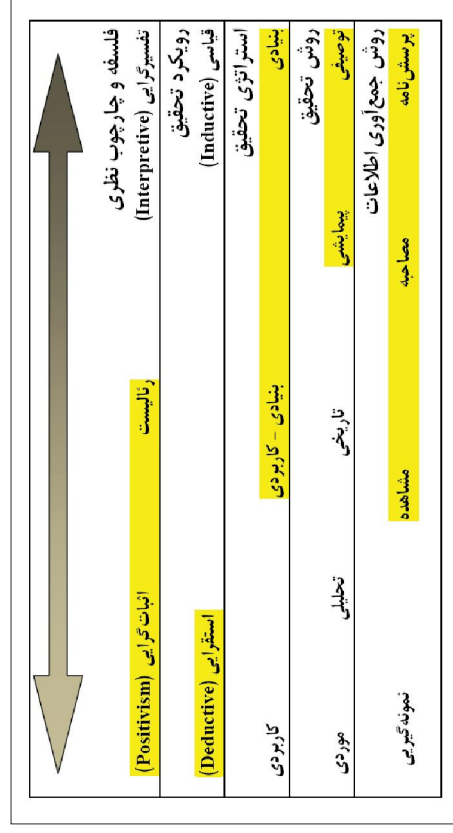 فلسفه و چارچوب نظری
تفسیرگرایی (Interpretive) رئالیست اثبات گرایی (Positivism)
رویکرد تحقیق
قیاسی (Inductive) استقرایی (Deductive)
استراتژی تحقیق
بنیادی بنیادی - کاربردی کاربردی
روش تحقیق
توصیفی پیمایشی تاریخی تحلیلی موردی
روش جمع‌آوری اطلاعات
پرسش‌نامه مصاحبه مشاهده نمونه‌گیریی